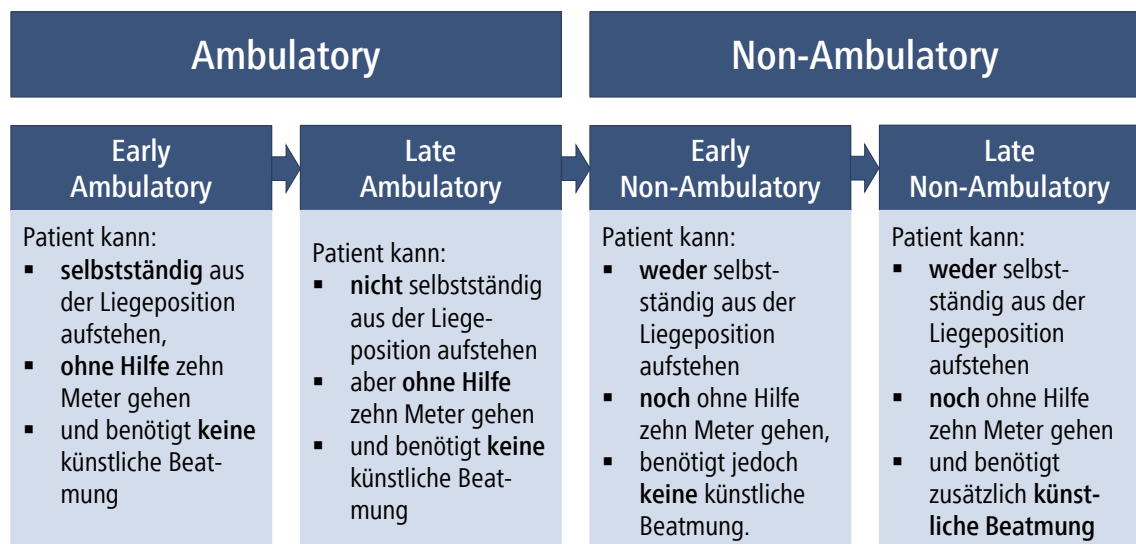 Ambulatory
Non-Ambulatory
Early
Ambulatory
Late
Ambulatory
Early
Non-Ambulatory
Late
Non-Ambulatory
Patient kann:
▪ selbstständig aus
der Liegeposition
aufstehen,
▪ ohne Hilfe zehn
Meter gehen
▪ und benötigt keine
künstliche Beat-
mung
Patient kann:
▪ nicht selbstständig
aus der Liege-
position aufstehen
▪ aber ohne Hilfe
zehn Meter gehen
▪ und benötigt keine
künstliche Beat-
mung
Patient kann:
▪ weder selbst-
ständig aus der
Liegeposition
aufstehen
▪ noch ohne Hilfe
zehn Meter gehen,
▪ benötigt jedoch
keine künstliche
Beatmung.
Patient kann:
▪ weder selbst-
ständig aus der
Liegeposition
aufstehen
▪ noch ohne Hilfe
zehn Meter gehen
▪ und benötigt
zusätzlich künst-
liche Beatmung